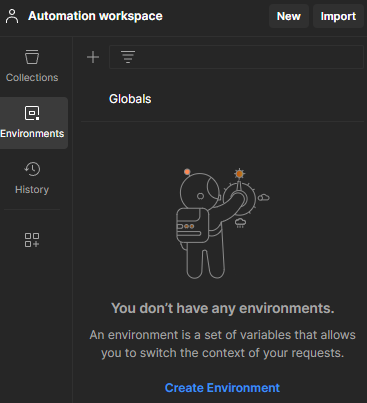 Automation workspace
New
Import
Collections
Environments
History
Globals
You don't have any environments.
An environment is a set of variables that allows
you to switch the context of your requests.
Create Environment